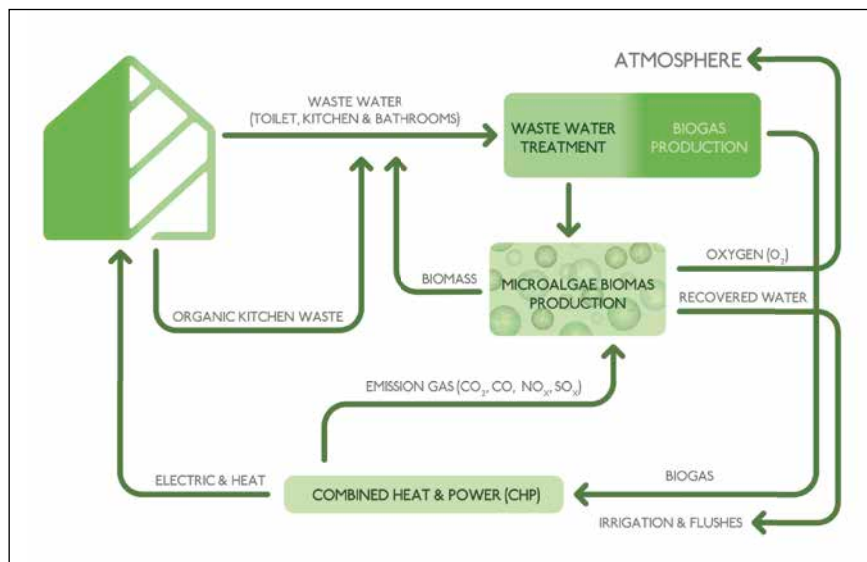 ATMOSPHERE
WASTE WATER
(TOILET, KITCHEN & BATHROOMS)
WASTE WATER
TREATMENT
BIOGAS
PRODUCTION
OXYGEN (O₂)
BIOMASS
MICROALGAE BIOMAS
PRODUCTION
RECOVERED WATER
ORGANIC KITCHEN WASTE
EMISSION GAS (CO₂, CO, NOₓ, SOₓ)
ELECTRIC & HEAT
COMBINED HEAT & POWER (CHP)
BIOGAS
IRRIGATION & FLUSHES